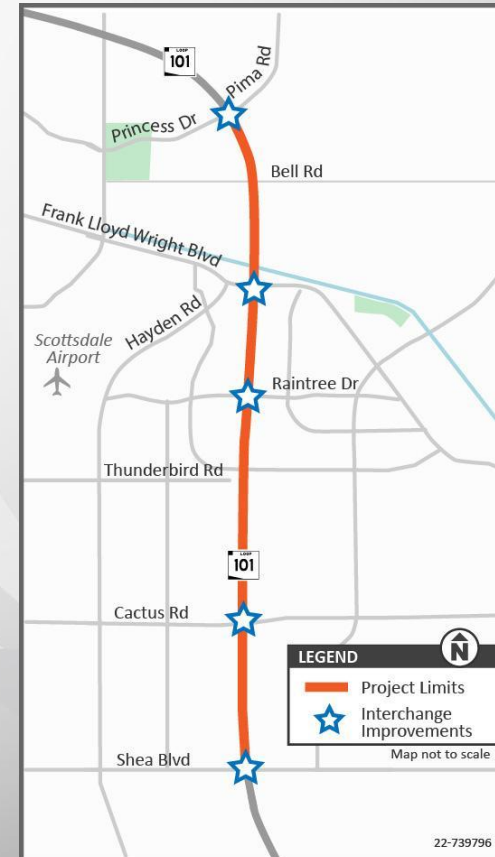 LOOP
101
Pima Rd
Princess Dr
Bell Rd
Frank Lloyd Wright Blvd
Hayden Rd
Scottsdale
Airport
Raintree Dr
Thunderbird Rd
LOOP
101
Cactus Rd
LEGEND
N
Project Limits
Interchange
Improvements
Map not to scale
Shea Blvd
22-739796